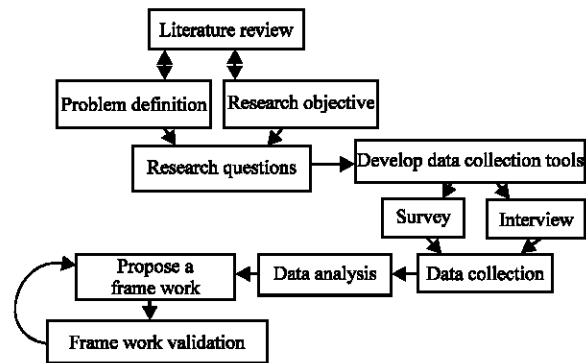 Literature review
Problem definition
Research objective
Research questions
Develop data collection tools
Survey
Interview
Propose a
frame work
Data analysis
Data collection
Frame work validation